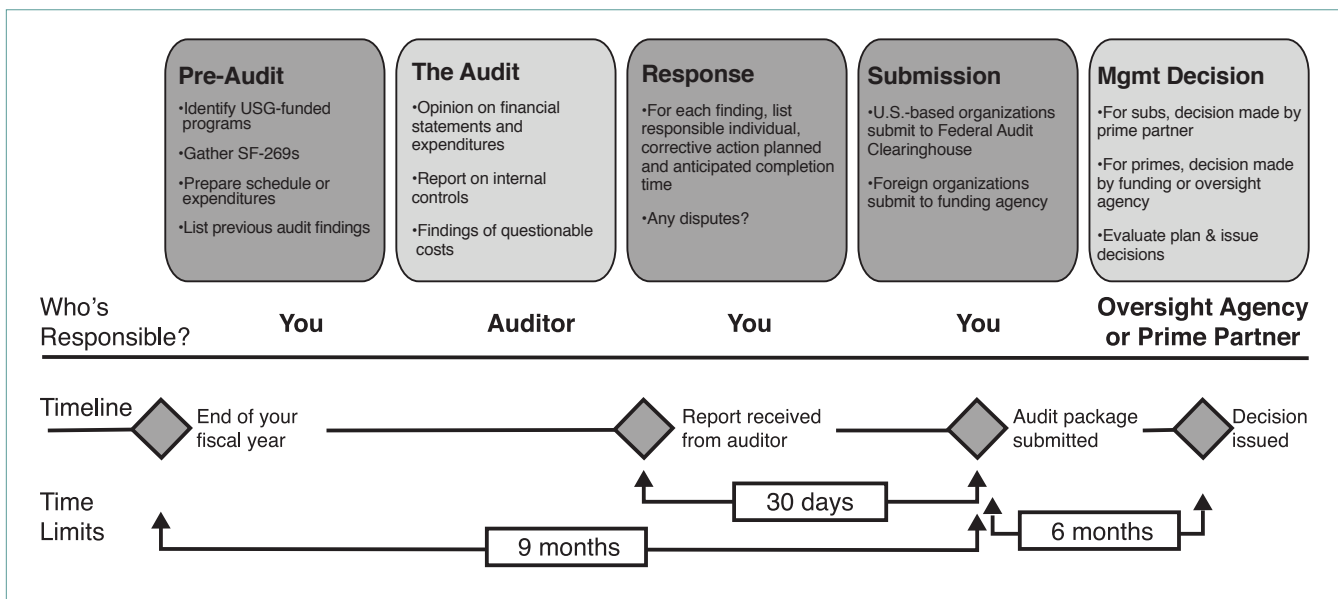 Pre-Audit
•Identify USG-funded
programs
•Gather SF-269s
•Prepare schedule or
expenditures
•List previous audit findings
The Audit
•Opinion on financial
statements and
expenditures
•Report on internal
controls
•Findings of questionable
costs
Response
•For each finding, list
responsible individual,
corrective action planned
and anticipated completion
time
•Any disputes?
Submission
•U.S.-based organizations
submit to Federal Audit
Clearinghouse
•Foreign organizations
submit to funding agency
Mgmt Decision
•For subs, decision made by
prime partner
•For primes, decision made
by funding or oversight
agency
•Evaluate plan & issue
decisions
Who's
Responsible?
You
Auditor
You
You
Oversight Agency
or Prime Partner
Timeline
End of your
fiscal year
Report received
from auditor
Audit package
submitted
Decision
issued
Time
Limits
30 days
9 months
6 months